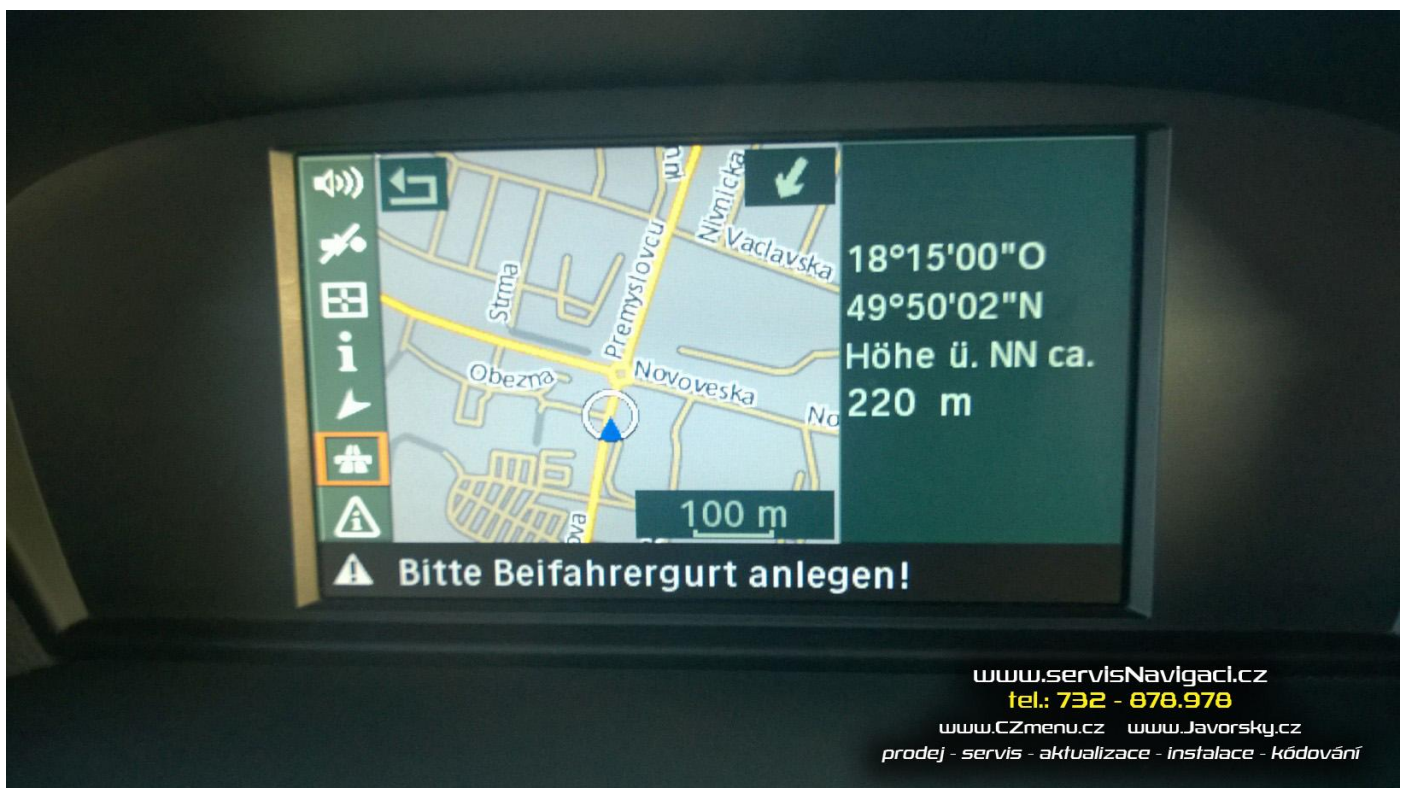 Nivnicka
Vaclavska
Premyslovcu
Strma
Obezna
Novoveska
No
ova
100 m
18°15'00"O
49°50'02"N
Höhe ü. NN ca.
220 m
Bitte Beifahrergurt anlegen!
www.servisNavigaci.cz
tel.: 732 - 878.978
www.CZmenu.cz www.Javorsky.cz
prodej - servis - aktualizace - instalace - kódování